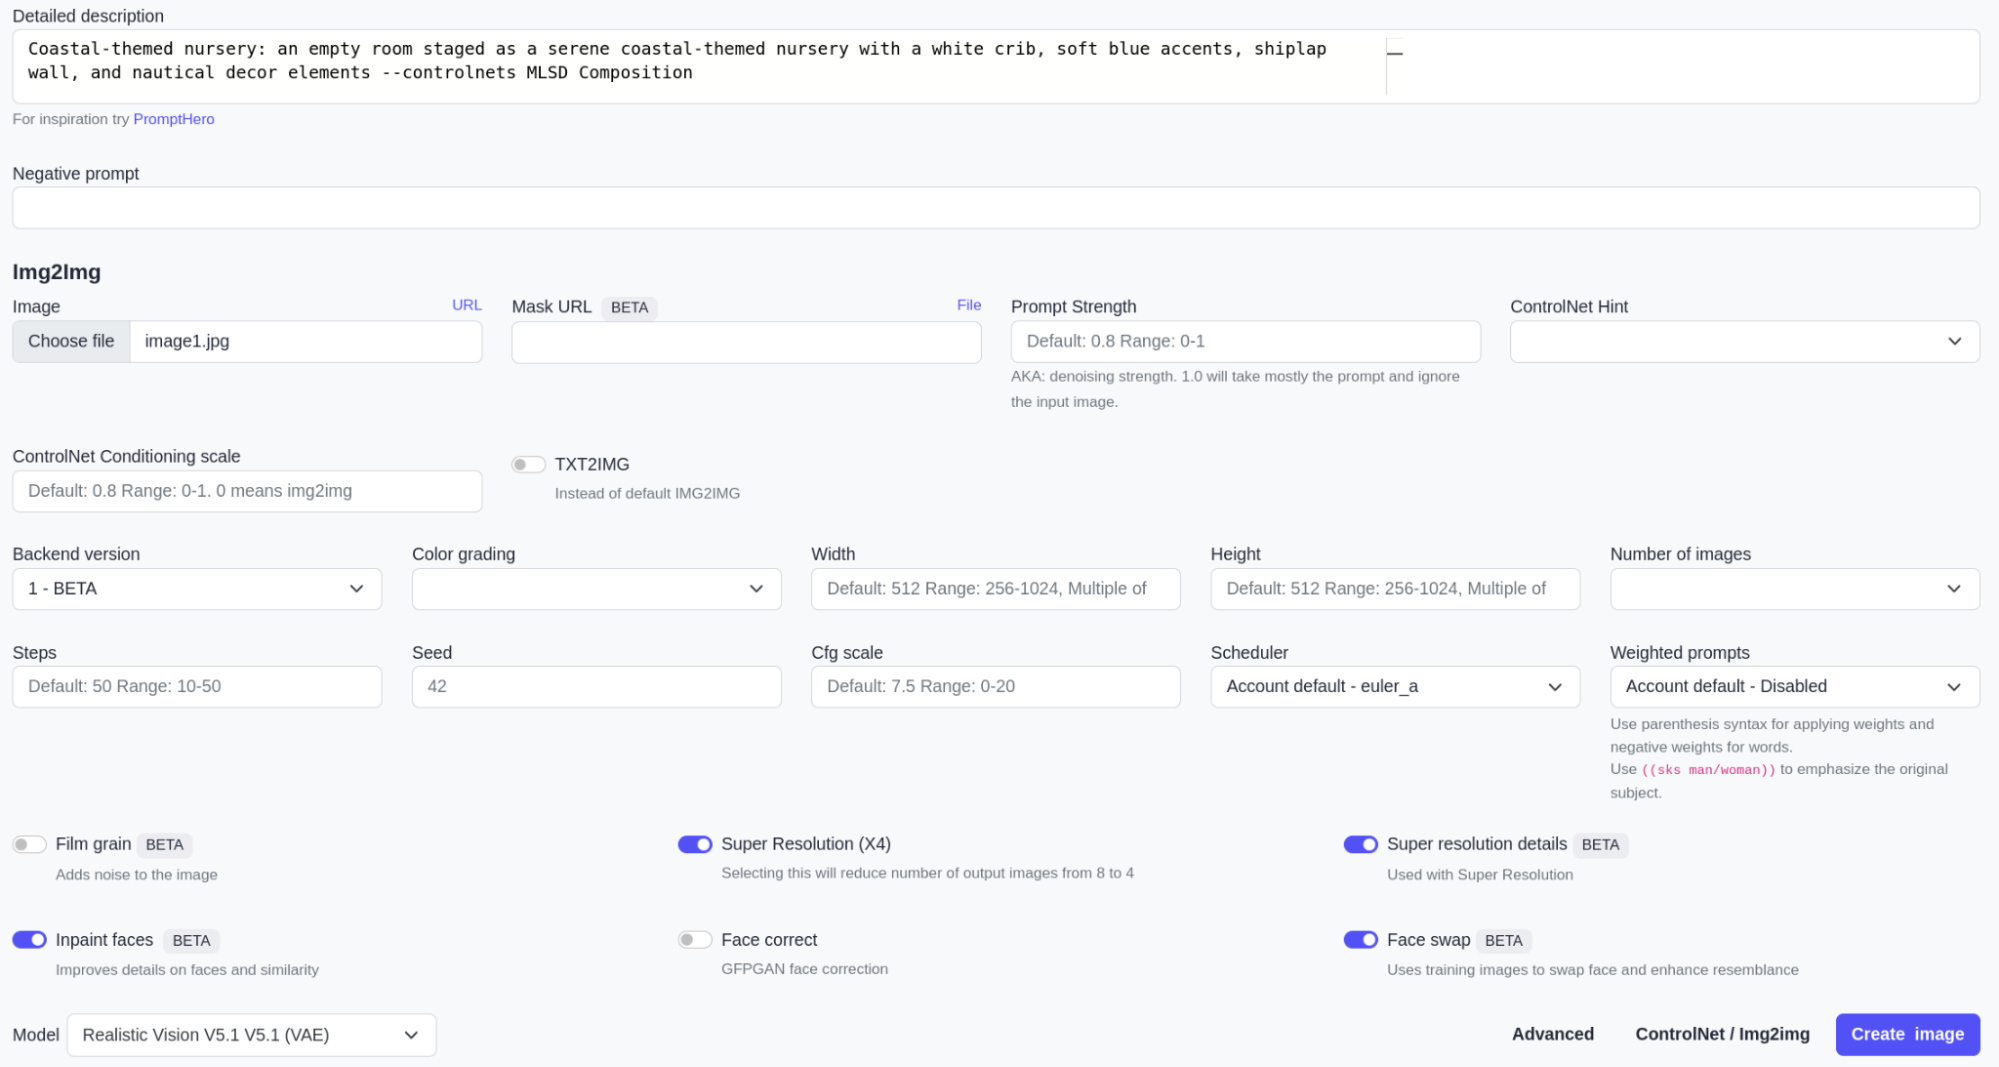 Detailed description
Coastal-themed nursery: an empty room staged as a serene coastal-themed nursery with a white crib, soft blue accents, shiplap
wall, and nautical decor elements --controlnets MLSD Composition
For inspiration try PromptHero
Negative prompt
Img2Img
Image URL Mask URL BETA File Prompt Strength ControlNet Hint
Choose file image1.jpg Default: 0.8 Range: 0-1
AKA: denoising strength. 1.0 will take mostly the prompt and ignore
the input image.
ControlNet Conditioning scale TXT2IMG
Default: 0.8 Range: 0-1. 0 means img2img Instead of default IMG2IMG
Backend version Color grading Width Height Number of images
1 - BETA Default: 512 Range: 256-1024, Multiple of Default: 512 Range: 256-1024, Multiple of
Steps Seed Cfg scale Scheduler Weighted prompts
Default: 50 Range: 10-50 42 Default: 7.5 Range: 0-20 Account default - euler_a Account default - Disabled
Use parenthesis syntax for applying weights and
negative weights for words.
Use ((sks man/woman)) to emphasize the original
subject.
Film grain BETA Super Resolution (X4) Super resolution details BETA
Adds noise to the image Selecting this will reduce number of output images from 8 to 4 Used with Super Resolution
Inpaint faces BETA Face correct Face swap BETA
Improves details on faces and similarity GFPGAN face correction Uses training images to swap face and enhance resemblance
Model Realistic Vision V5.1 V5.1 (VAE) Advanced ControlNet / Img2img Create image